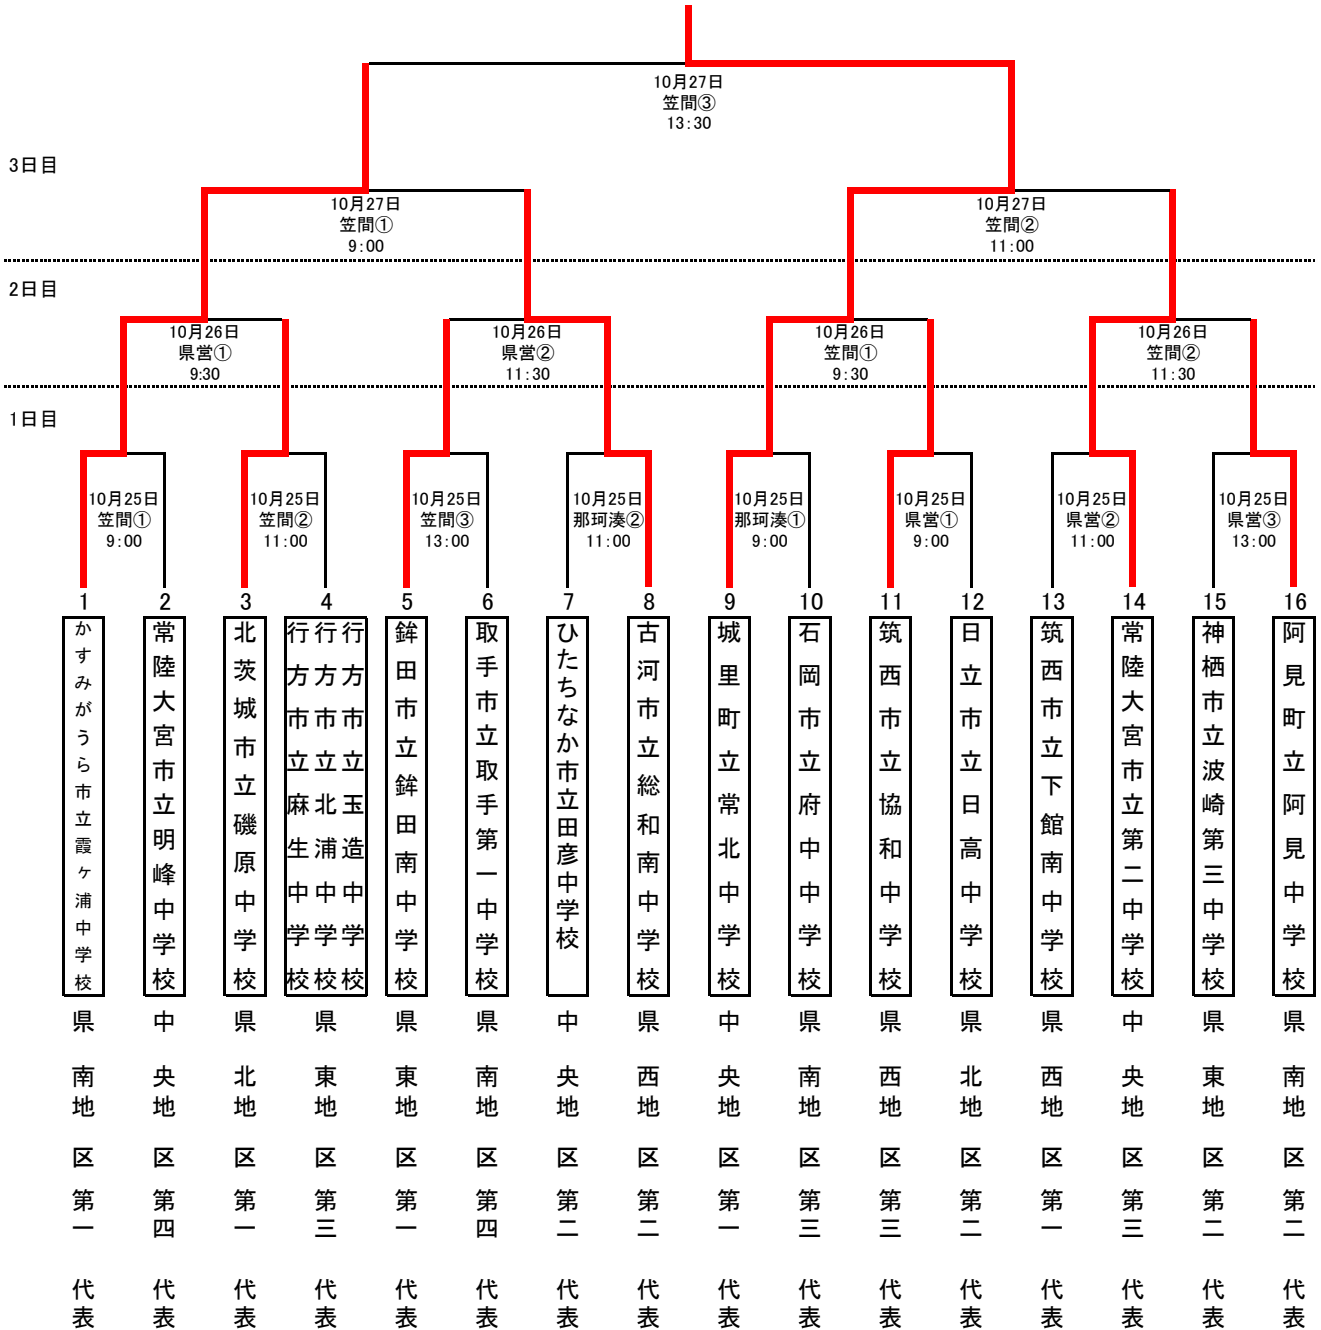 10月27日
笠間③
13:30
3日目
10月27日
笠間①
9:00
10月27日
笠間②
11:00
2日目
10月26日
県営①
9:30
10月26日
県営②
11:30
10月26日
笠間①
9:30
10月26日
笠間②
11:30
1日目
10月25日
笠間①
9:00
10月25日
笠間②
11:00
10月25日
笠間③
13:00
10月25日
那珂湊②
11:00
10月25日
那珂湊①
9:00
10月25日
県営①
9:00
10月25日
県営②
11:00
10月25日
県営③
13:00
1
かすみがうら市立霞ヶ浦中学校
県南地区第一代表
2
常陸大宮市立明峰中学校
中央地区第四代表
3
北茨城市立磯原中学校
県北地区第一代表
4
行方市立玉造中学校
行方市立北浦中学校
行方市立麻生中学校
県東地区第三代表
5
鉾田市立鉾田南中学校
県東地区第一代表
6
取手市立取手第一中学校
県南地区第四代表
7
ひたちなか市立田彦中学校
中央地区第二代表
8
古河市立総和南中学校
県西地区第二代表
9
城里町立常北中学校
中央地区第一代表
10
石岡市立府中中学校
県南地区第三代表
11
筑西市立協和中学校
県西地区第三代表
12
日立市立日高中学校
県北地区第二代表
13
筑西市立下館南中学校
県西地区第一代表
14
常陸大宮市立第二中学校
中央地区第三代表
15
神栖市立波崎第三中学校
県東地区第二代表
16
阿見町立阿見中学校
県南地区第二代表